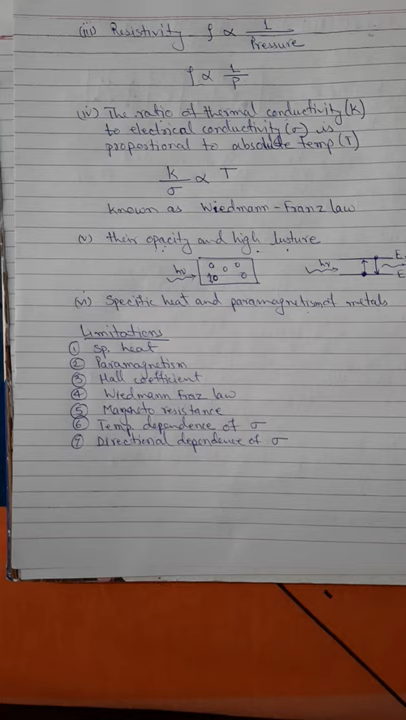 (iii) Resistivity ρ ∝ 1/Pressure
ρ ∝ 1/P
(iv) The ratio of thermal conductivity (K)
to electrical conductivity (σ) is
propostional to absolute temp (T)
K/σ ∝ T
known as Wiedmann-Franz law
(v) their opacity and high lusture
hν
hν
E
E
(vi) Specific heat and paramagnetism of metals
Limitations
① Sp. heat
② Paramagnetism
③ Hall coefficient
④ Wiedmann Fraz law
⑤ Magneto resistance
⑥ Temp. dependence of σ
⑦ Directional dependence of σ